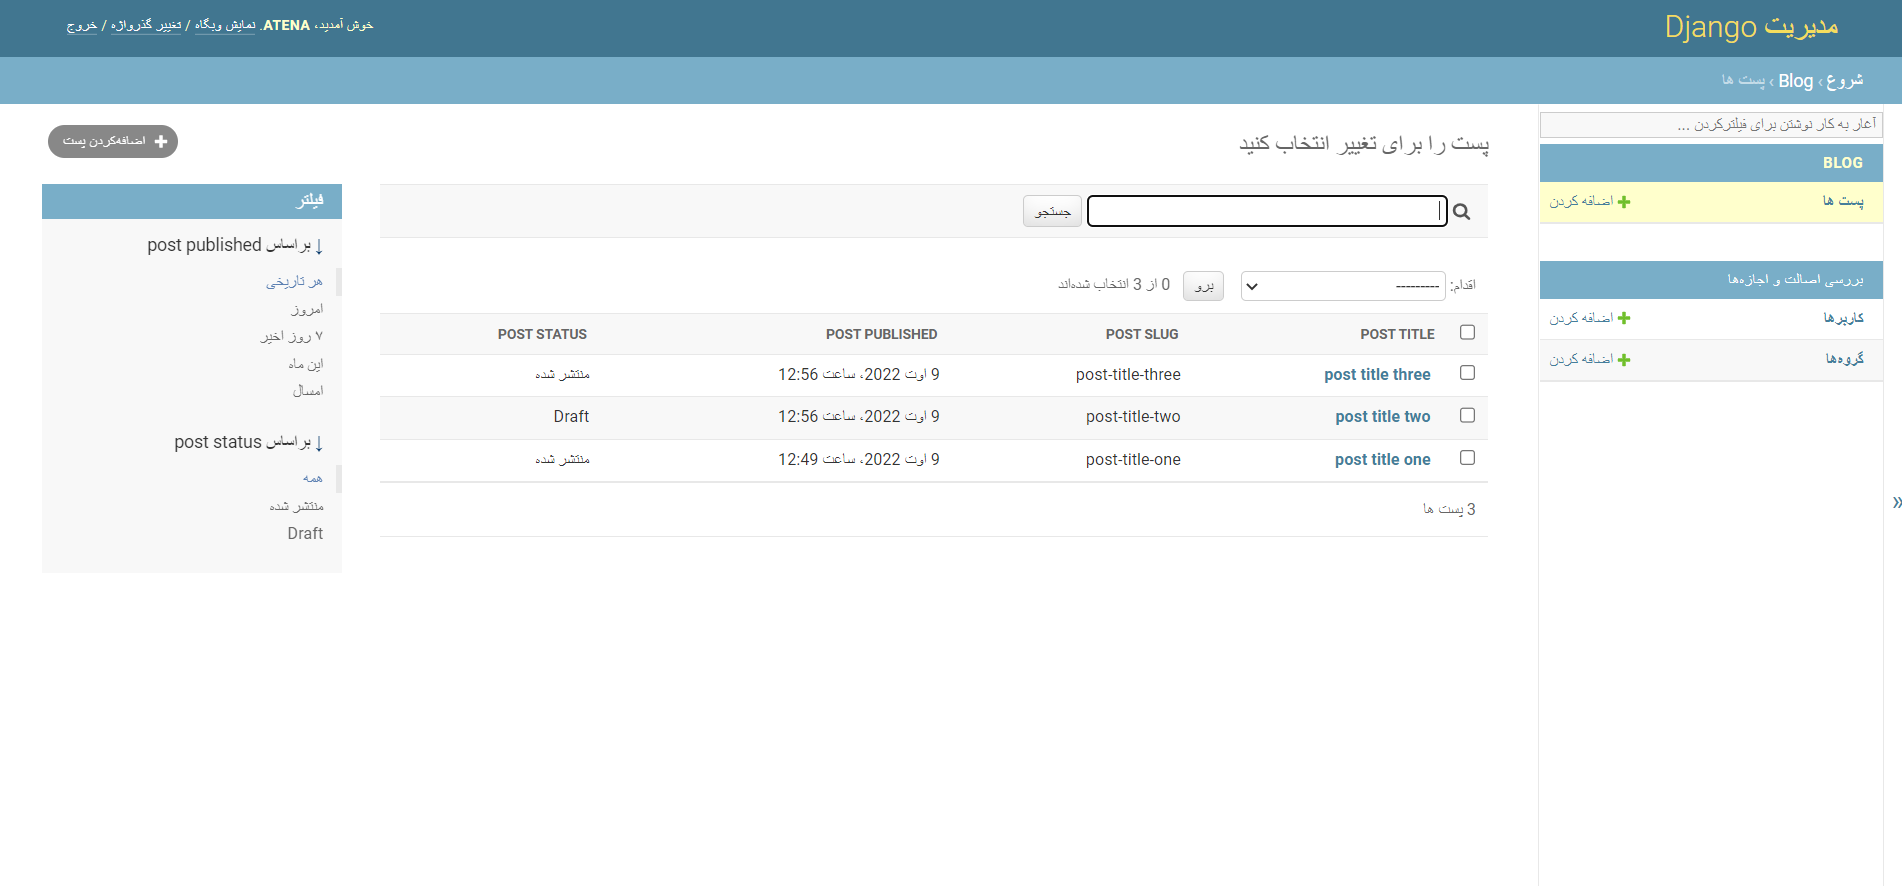 مدیریت Django
خوش آمدید، ATENA. نمایش وبگاه / تغییر گذرواژه / خروج
شروع › Blog › پست ها
آغار به کار نوشتن برای فیلترکردن ...
BLOG
پست ها
اضافه کردن
بررسی اصالت و اجازه‌ها
کاربرها
اضافه کردن
گروه‌ها
اضافه کردن
»
پست را برای تغییر انتخاب کنید
اضافه‌کردن پست
جستجو
اقدام: --------- برو 0 از 3 انتخاب شده‌اند
POST TITLE POST SLUG POST PUBLISHED POST STATUS
post title three post-title-three 9 اوت 2022، ساعت 12:56 منتشر شده
post title two post-title-two 9 اوت 2022، ساعت 12:56 Draft
post title one post-title-one 9 اوت 2022، ساعت 12:49 منتشر شده
3 پست ها
فیلتر
↓ براساس post published
هر تاریخی
امروز
۷ روز اخیر
این ماه
امسال
↓ براساس post status
همه
منتشر شده
Draft